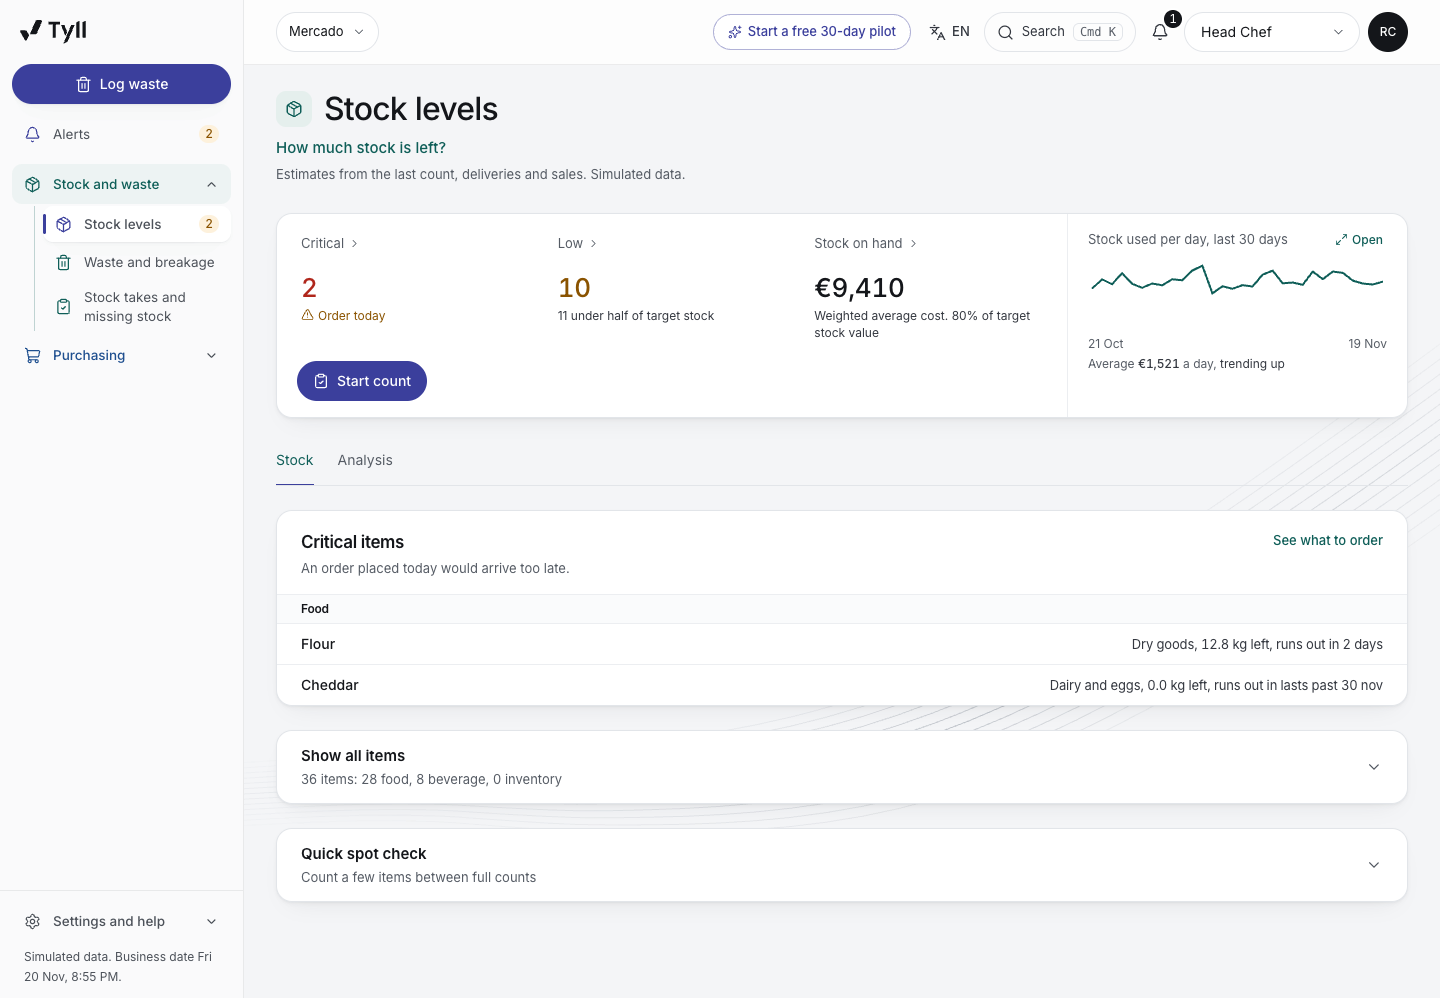 Tyll
Log waste
Alerts 2
Stock and waste
Stock levels 2
Waste and breakage
Stock takes and
missing stock
Purchasing
Settings and help
Simulated data. Business date Fri
20 Nov, 8:55 PM.
Mercado
Start a free 30-day pilot
EN
Search Cmd K
1
Head Chef
RC
Stock levels
How much stock is left?
Estimates from the last count, deliveries and sales. Simulated data.
Critical
2
Order today
Low
10
11 under half of target stock
Stock on hand
€9,410
Weighted average cost. 80% of target
stock value
Start count
Stock used per day, last 30 days
Open
21 Oct 19 Nov
Average €1,521 a day, trending up
Stock Analysis
Critical items
See what to order
An order placed today would arrive too late.
Food
Flour Dry goods, 12.8 kg left, runs out in 2 days
Cheddar Dairy and eggs, 0.0 kg left, runs out in lasts past 30 nov
Show all items
36 items: 28 food, 8 beverage, 0 inventory
Quick spot check
Count a few items between full counts